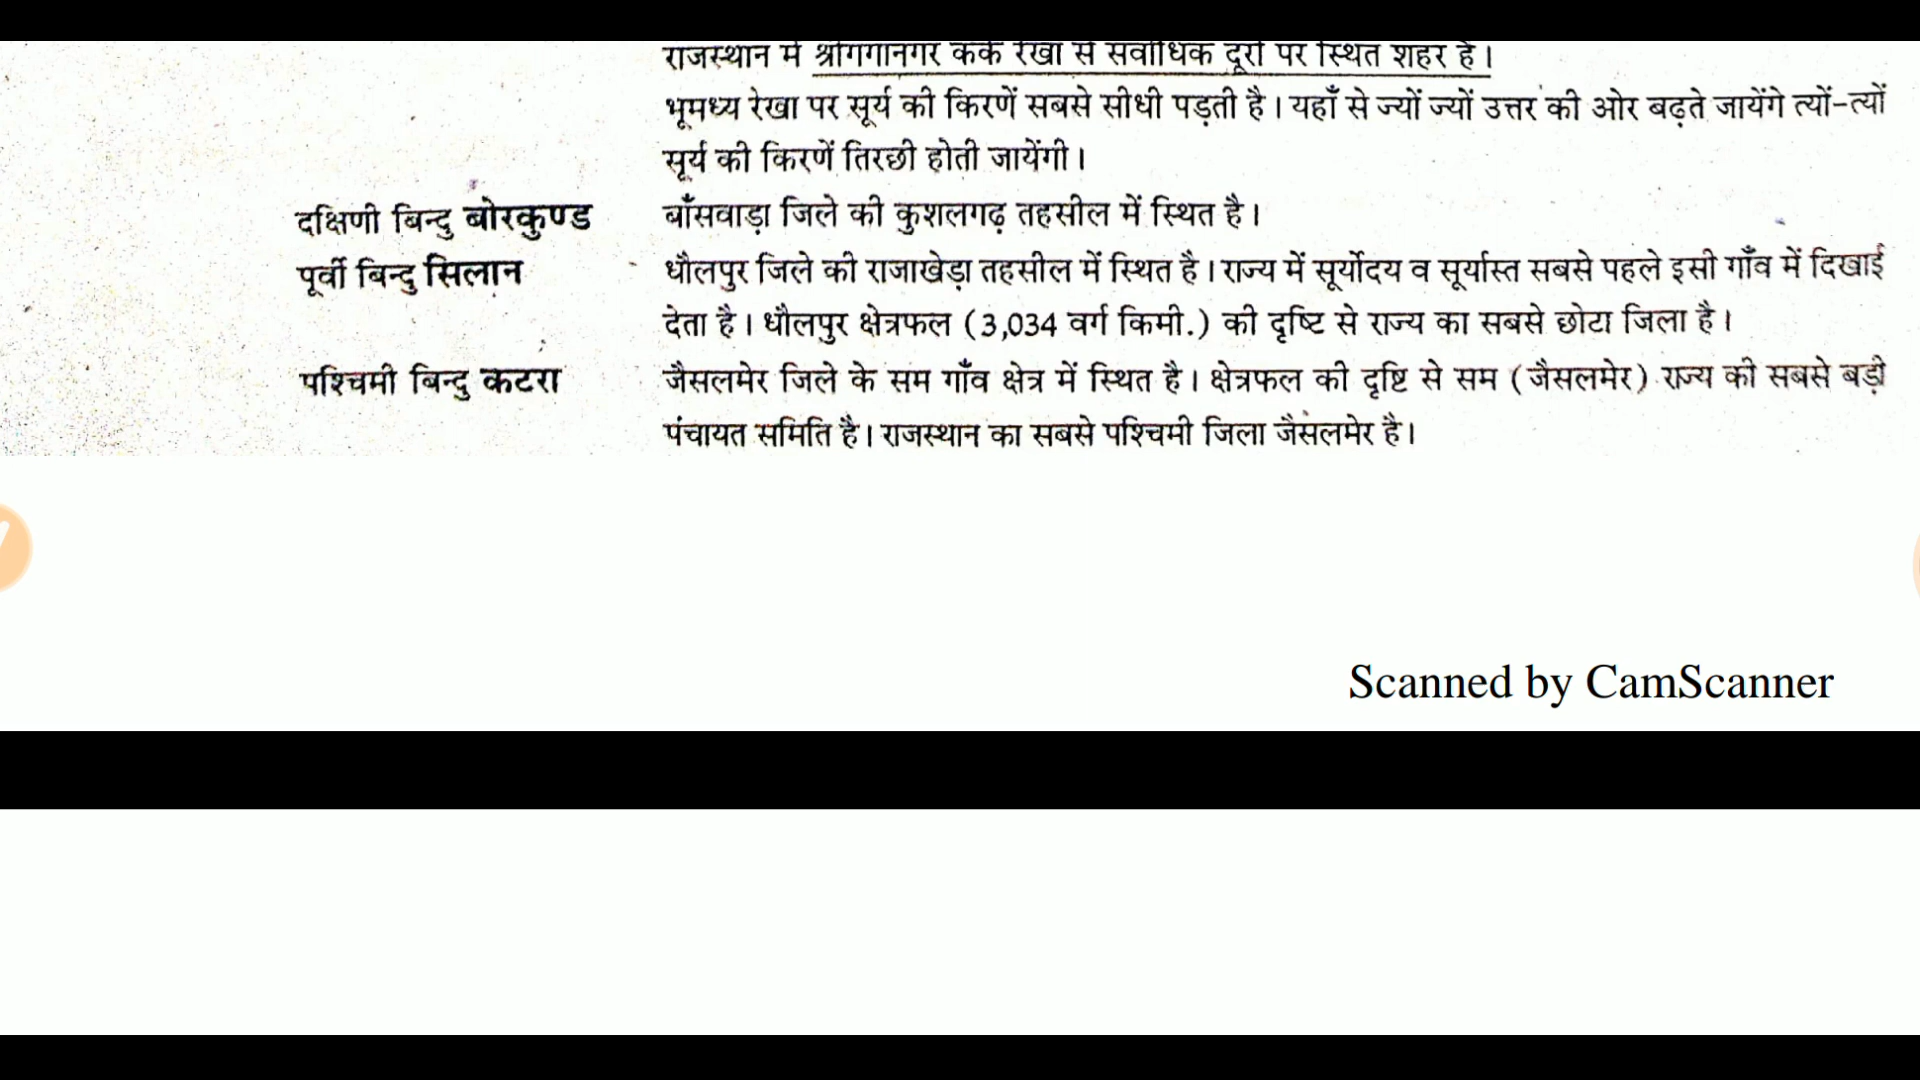 राजस्थान में श्रीगंगानगर कर्क रेखा से सर्वाधिक दूरी पर स्थित शहर है।
भूमध्य रेखा पर सूर्य की किरणें सबसे सीधी पड़ती है। यहाँ से ज्यों ज्यों उत्तर की ओर बढ़ते जायेंगे त्यों-त्यों
सूर्य की किरणें तिरछी होती जायेंगी।
दक्षिणी बिन्दु बोरकुण्ड बाँसवाड़ा जिले की कुशलगढ़ तहसील में स्थित है।
पूर्वी बिन्दु सिलान धौलपुर जिले की राजाखेड़ा तहसील में स्थित है। राज्य में सूर्योदय व सूर्यास्त सबसे पहले इसी गाँव में दिखाई
देता है। धौलपुर क्षेत्रफल (3,034 वर्ग किमी.) की दृष्टि से राज्य का सबसे छोटा जिला है।
पश्चिमी बिन्दु कटरा जैसलमेर जिले के सम गाँव क्षेत्र में स्थित है। क्षेत्रफल की दृष्टि से सम (जैसलमेर) राज्य की सबसे बड़ी
पंचायत समिति है। राजस्थान का सबसे पश्चिमी जिला जैसलमेर है।
Scanned by CamScanner